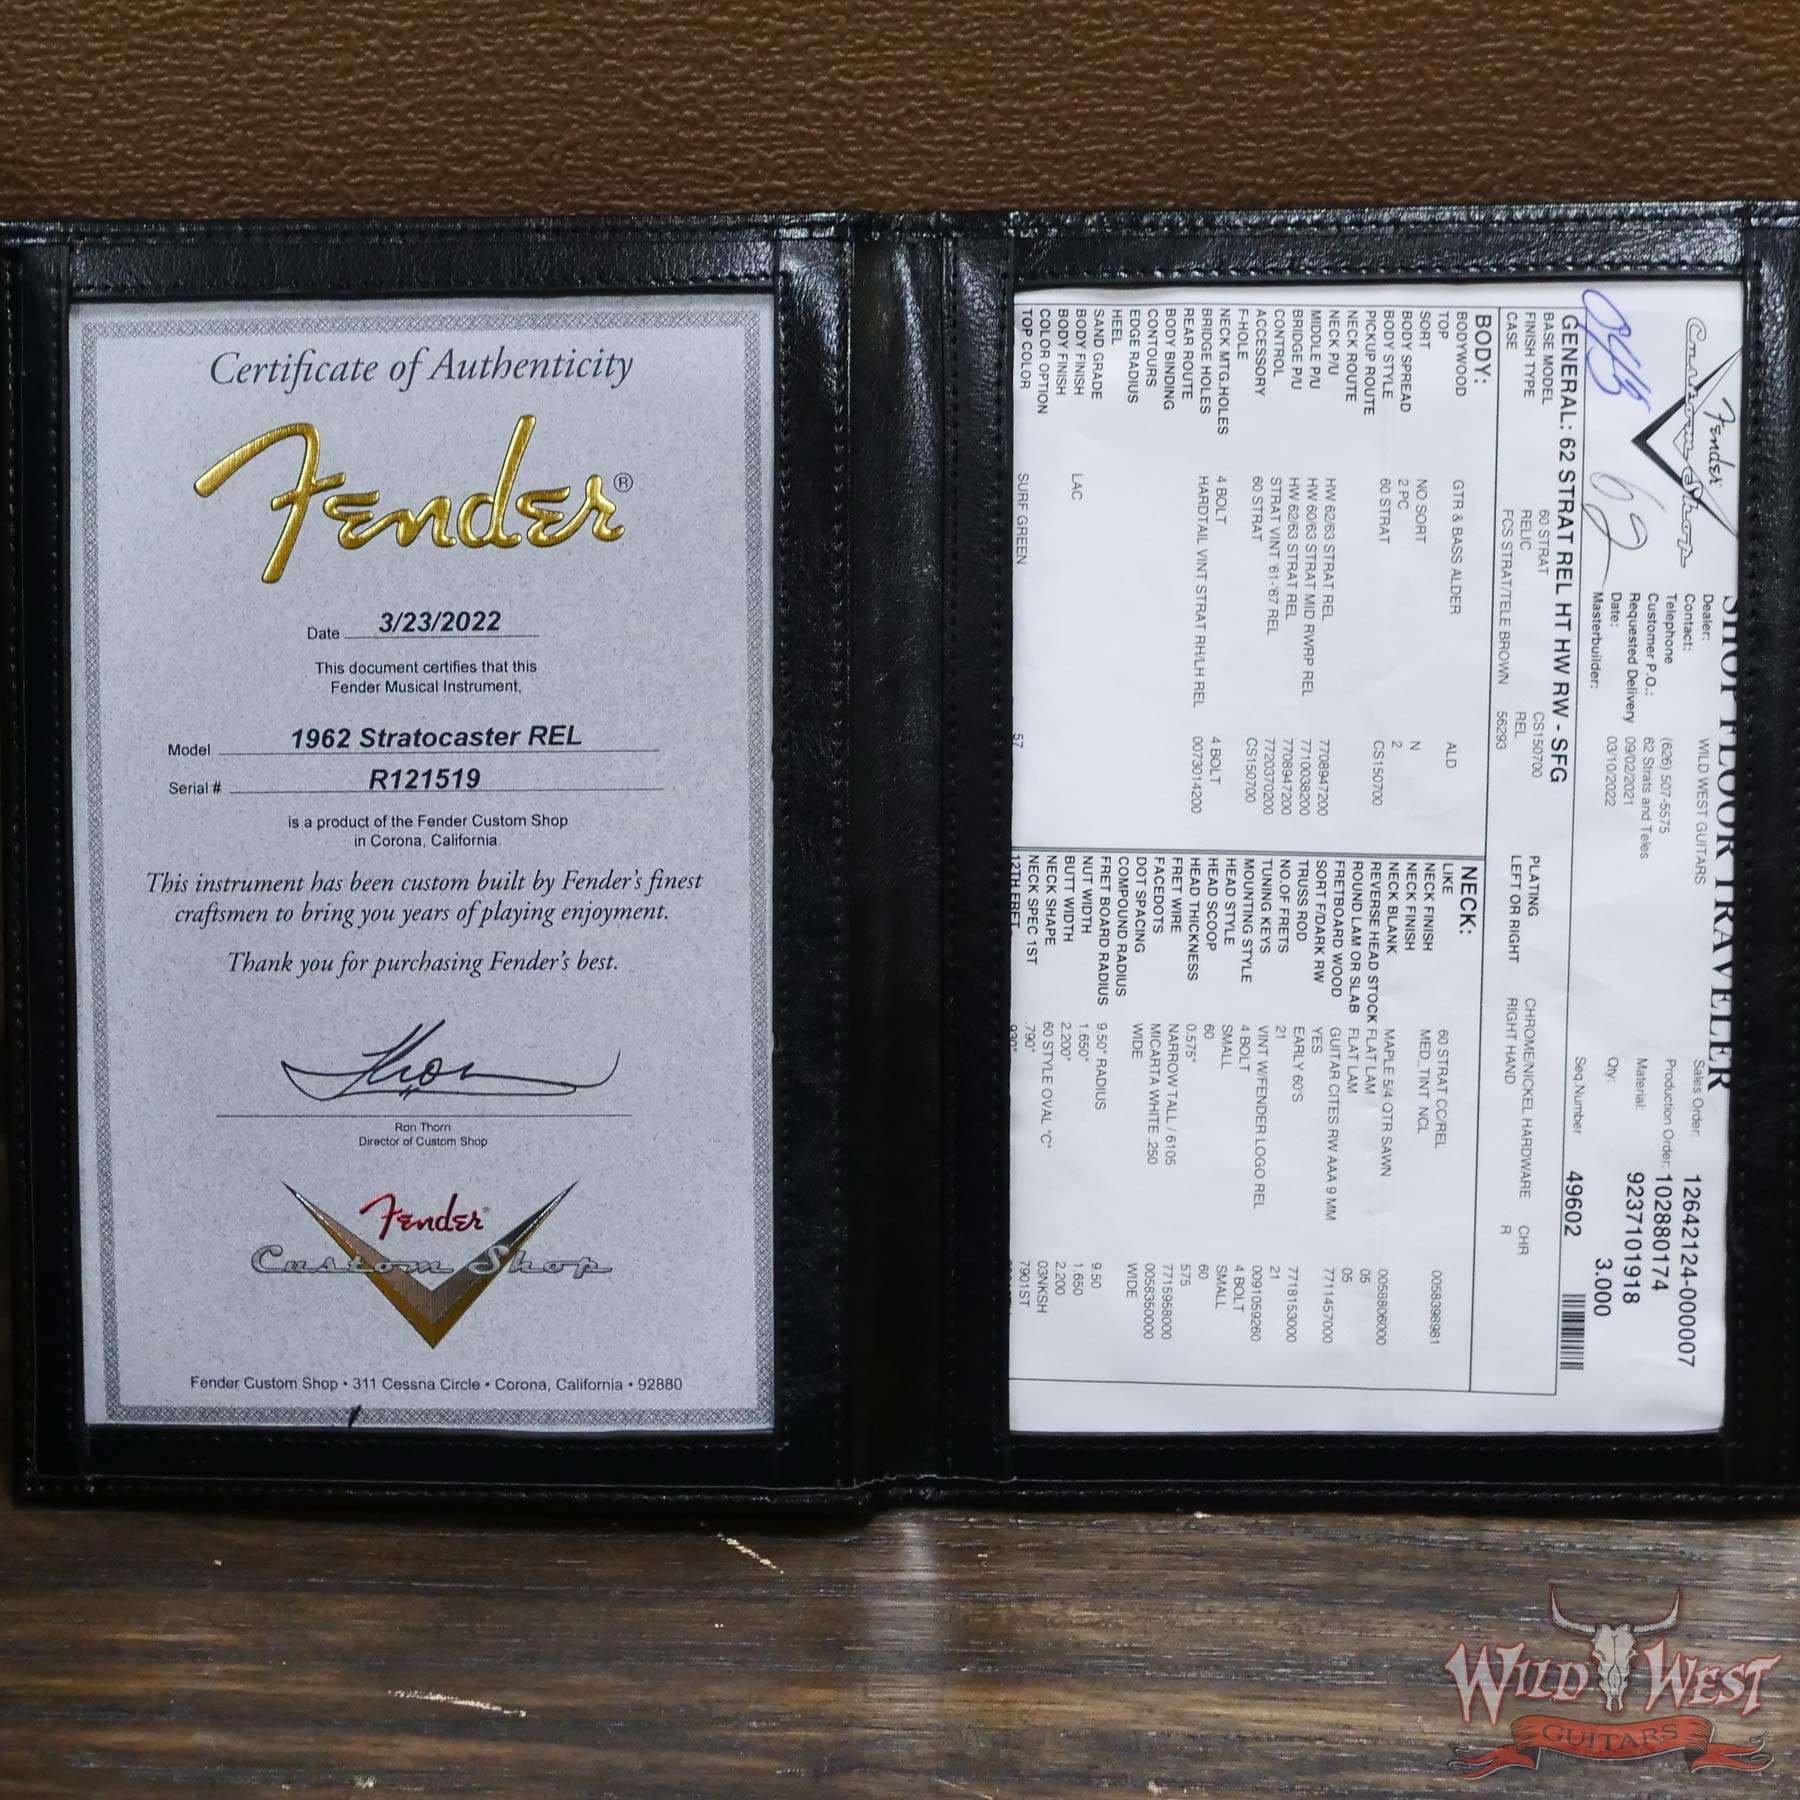 Certificate of Authenticity
Fender®
Date 3/23/2022
This document certifies that this
Fender Musical Instrument,
Model 1962 Stratocaster REL
Serial # R121519
is a product of the Fender Custom Shop
in Corona, California.
This instrument has been custom built by Fender's finest
craftsmen to bring you years of playing enjoyment.
Thank you for purchasing Fender's best.
Ron Thorn
Director of Custom Shop
Fender
Custom Shop
Fender Custom Shop • 311 Cessna Circle • Corona, California • 92880
Fender
Custom Shop
SHOP FLOOR TRAVELER
Dealer: WILD WEST GUITARS
Contact:
Telephone (626) 507-5575
Customer P.O.: 62 Strats and Teles
Requested Delivery 09/02/2021
Date: 03/10/2022
Masterbuilder:
Sales Order: 12642124-000007
Production Order: 102880174
Material: 9237101918
Qty: 3.000
Seq.Number 49602
GENERAL: 62 STRAT REL HT HW RW - SFG
BASE MODEL 60 STRAT CS150700 PLATING CHROME/NICKEL HARDWARE CHR
FINISH TYPE RELIC REL LEFT OR RIGHT RIGHT HAND R
CASE FCS STRAT/TELE BROWN 56293
BODY:
BODYWOOD GTR & BASS ALDER ALD
TOP
SORT NO SORT N
BODY SPREAD 2 PC 2
BODY STYLE 60 STRAT CS150700
PICKUP ROUTE
NECK ROUTE
NECK P/U HW 62/63 STRAT REL 7708947200
MIDDLE P/U HW 60/63 STRAT MID RWRP REL 7710038200
BRIDGE P/U HW 62/63 STRAT REL 7708947200
CONTROL STRAT VINT '61-'67 REL 7720370200
ACCESSORY 60 STRAT CS150700
F-HOLE
NECK MTG.HOLES 4 BOLT 4 BOLT
BRIDGE HOLES HARDTAIL VINT STRAT RH/LH REL 0073014200
REAR ROUTE
BODY BINDING
CONTOURS
EDGE RADIUS
HEEL
SAND GRADE
BODY FINISH LAC
BODY FINISH
COLOR OPTION
TOP COLOR SURF GREEN 57
NECK:
LIKE 60 STRAT CC/REL 0058398981
NECK FINISH MED. TINT NCL
NECK FINISH
NECK BLANK MAPLE 5/4 QTR SAWN 0058806000
REVERSE HEAD STOCK FLAT LAM 05
ROUND LAM OR SLAB FLAT LAM 05
FRETBOARD WOOD GUITAR CITES RW AAA 9 MM 7711457000
SORT F/DARK RW YES
TRUSS ROD EARLY 60'S 7718153000
NO.OF FRETS 21 21
TUNING KEYS VINT W/FENDER LOGO REL 0091059260
MOUNTING STYLE 4 BOLT 4 BOLT
HEAD STYLE SMALL SMALL
HEAD SCOOP 60 60
HEAD THICKNESS 0.575" 575
FRET WIRE NARROW TALL / 6105 7715958000
FACEDOTS MICARTA WHITE .250 0058350000
DOT SPACING WIDE WIDE
COMPOUND RADIUS
FRET BOARD RADIUS 9.50" RADIUS 9.50
NUT WIDTH 1.650" 1.650
BUTT WIDTH 2.200" 2.200
NECK SHAPE 60 STYLE OVAL "C" 03NKSH
NECK SPEC 1ST .790" 7901ST
12TH FRET
WILD WEST
GUITARS